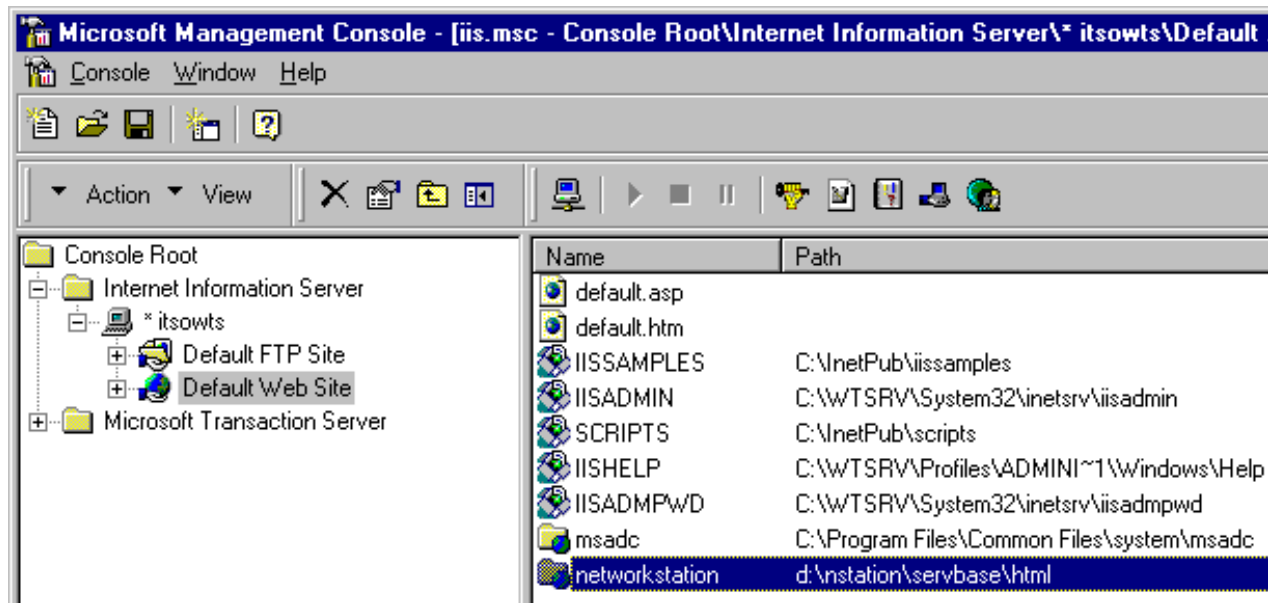 Microsoft Management Console - [iis.msc - Console Root\Internet Information Server\* itsowts\Default
Console Window Help
Action View
Console Root
Internet Information Server
* itsowts
Default FTP Site
Default Web Site
Microsoft Transaction Server
Name Path
default.asp
default.htm
IISSAMPLES C:\InetPub\iissamples
IISADMIN C:\WTSRV\System32\inetsrv\iisadmin
SCRIPTS C:\InetPub\scripts
IISHELP C:\WTSRV\Profiles\ADMINI~1\Windows\Help
IISADMPWD C:\WTSRV\System32\inetsrv\iisadmpwd
msadc C:\Program Files\Common Files\system\msadc
networkstation d:\nstation\servbase\html